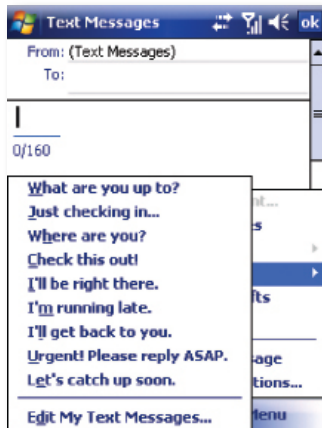 Text Messages ok
From: (Text Messages)
To:
0/160
What are you up to?
Just checking in...
Where are you?
Check this out!
I'll be right there.
I'm running late.
I'll get back to you.
Urgent! Please reply ASAP.
Let's catch up soon.
Edit My Text Messages...